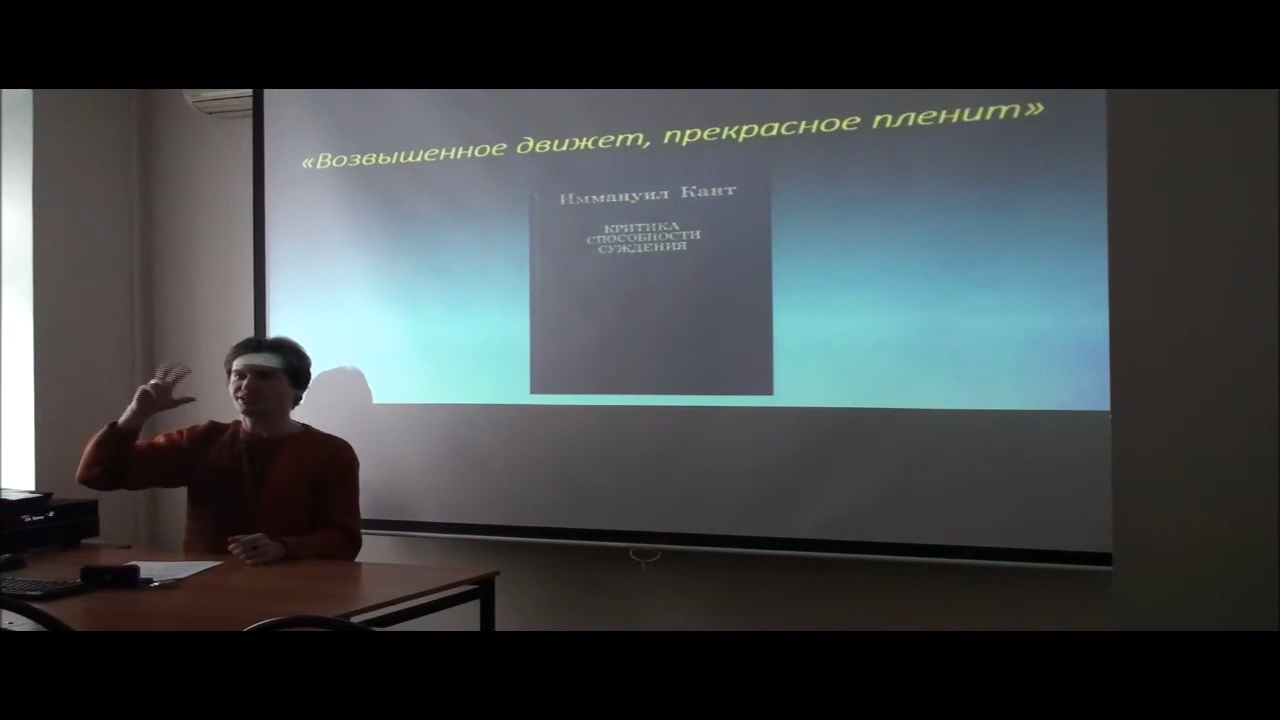 «Возвышенное движет, прекрасное пленит»
Иммануил Кант
КРИТИКА
СПОСОБНОСТИ
СУЖДЕНИЯ